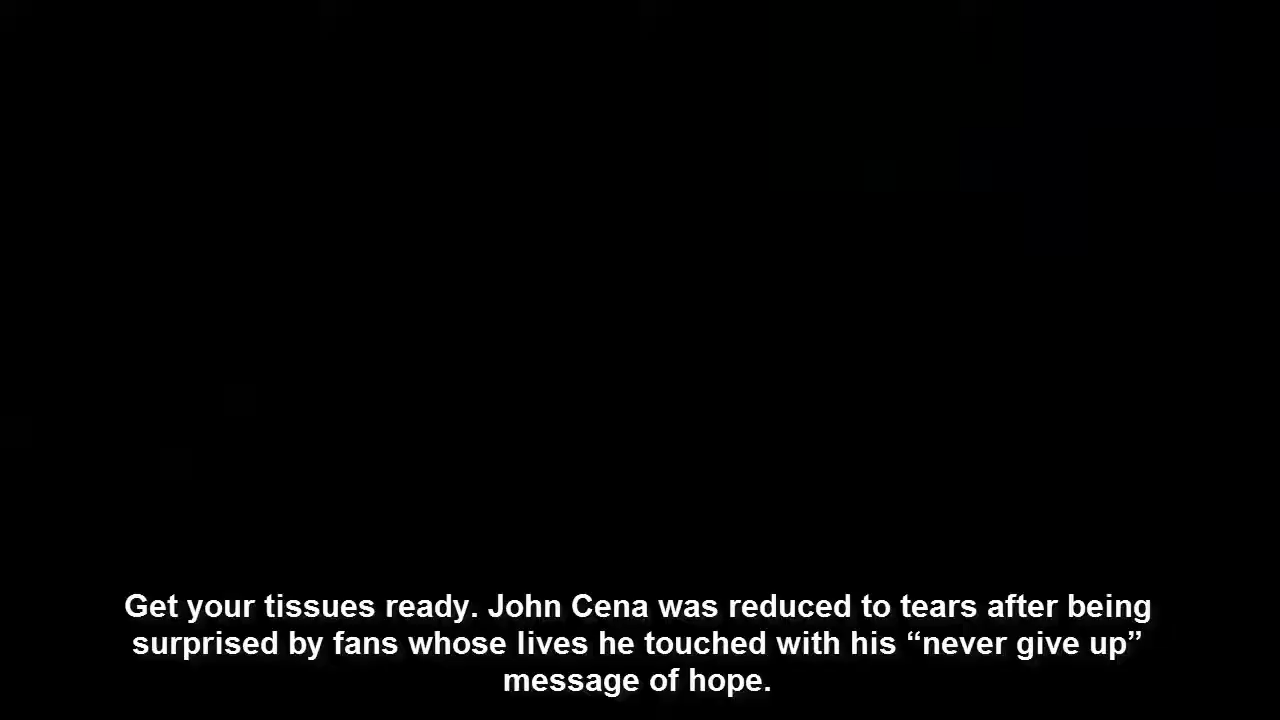 Get your tissues ready. John Cena was reduced to tears after being
surprised by fans whose lives he touched with his “never give up”
message of hope.